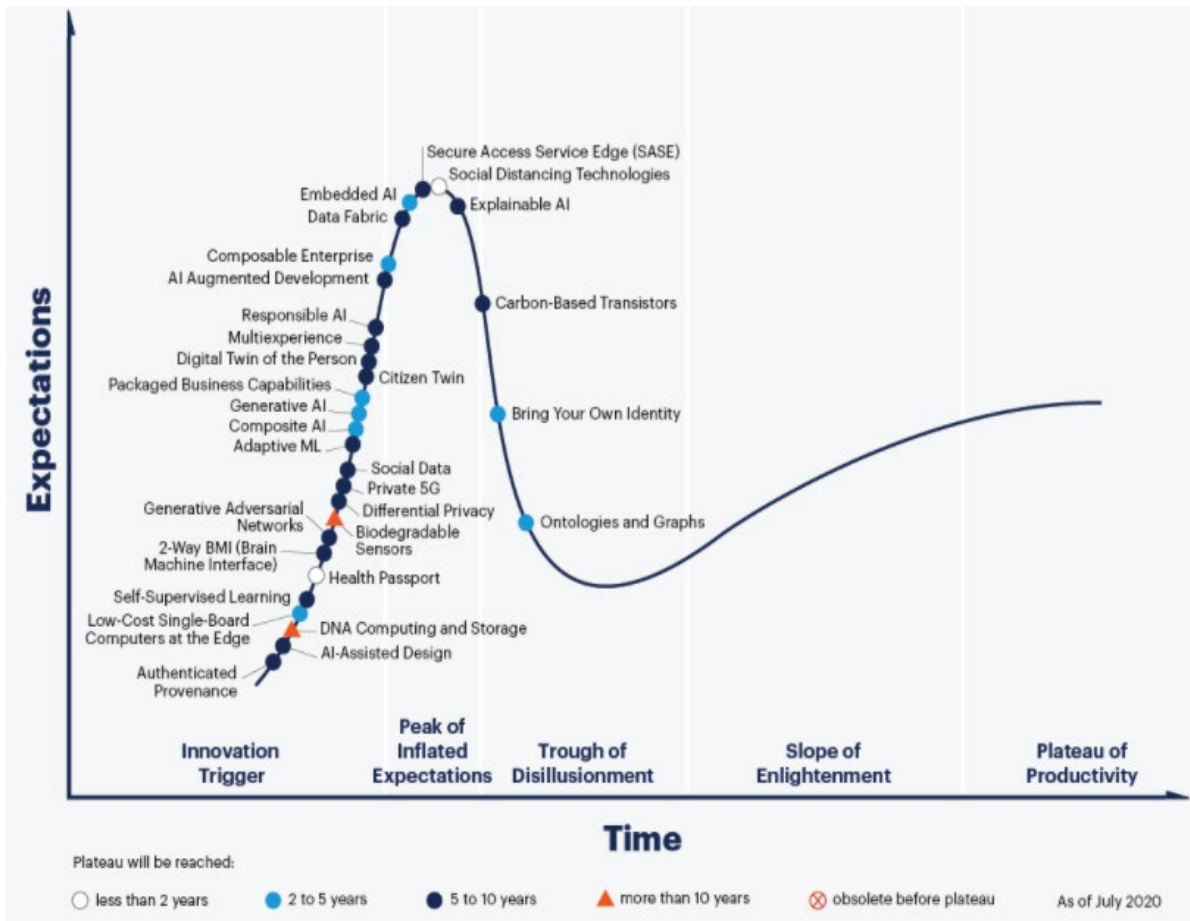 Secure Access Service Edge (SASE)
Social Distancing Technologies
Embedded AI
Explainable AI
Data Fabric
Composable Enterprise
AI Augmented Development
Carbon-Based Transistors
Responsible AI
Multiexperience
Digital Twin of the Person
Citizen Twin
Packaged Business Capabilities
Generative AI
Bring Your Own Identity
Composite AI
Adaptive ML
Social Data
Private 5G
Generative Adversarial
Networks
Differential Privacy
Biodegradable
Sensors
Ontologies and Graphs
2-Way BMI (Brain
Machine Interface)
Health Passport
Self-Supervised Learning
Low-Cost Single-Board
Computers at the Edge
DNA Computing and Storage
AI-Assisted Design
Authenticated
Provenance
Expectations
Innovation
Trigger
Peak of
Inflated
Expectations
Trough of
Disillusionment
Slope of
Enlightenment
Plateau of
Productivity
Time
Plateau will be reached:
less than 2 years
2 to 5 years
5 to 10 years
more than 10 years
obsolete before plateau
As of July 2020